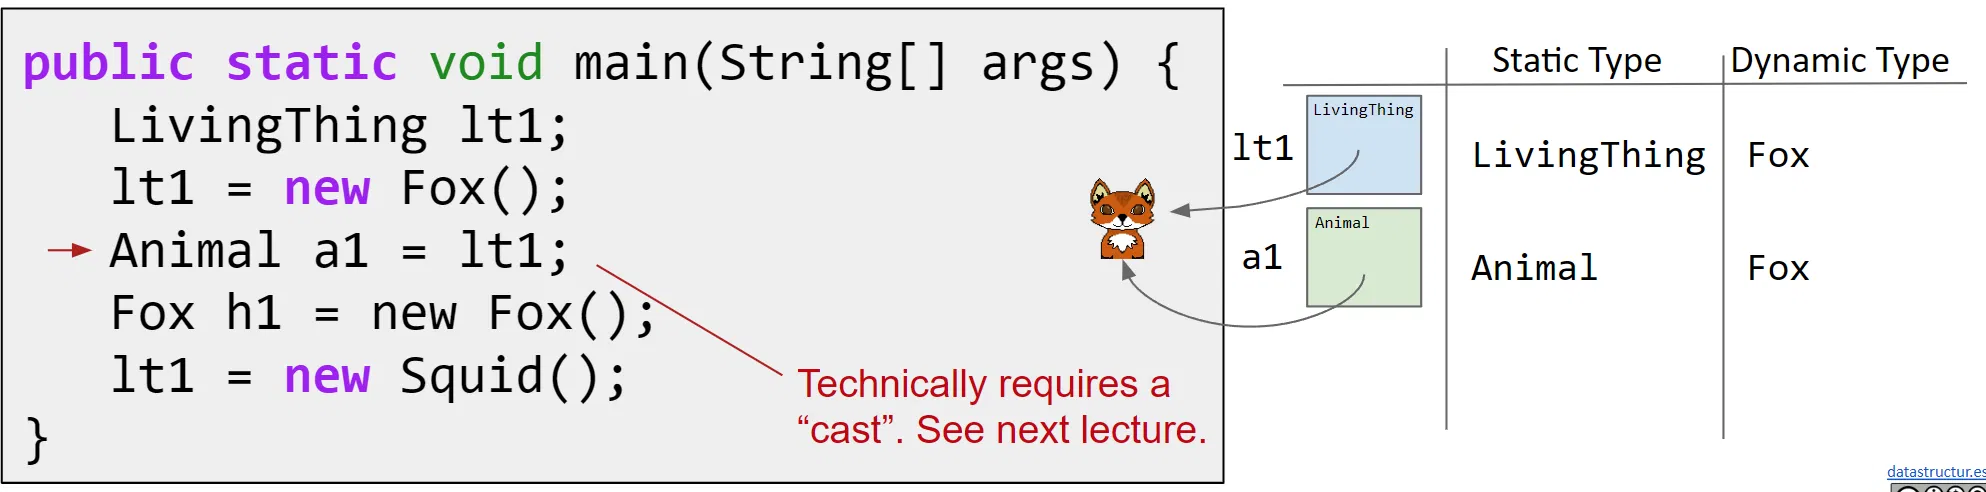 public static void main(String[] args) {
LivingThing lt1;
lt1 = new Fox();
Animal a1 = lt1;
Fox h1 = new Fox();
lt1 = new Squid();
}
Technically requires a
“cast”. See next lecture.
Static Type Dynamic Type
LivingThing
lt1 LivingThing Fox
Animal
a1 Animal Fox
datastructur.es